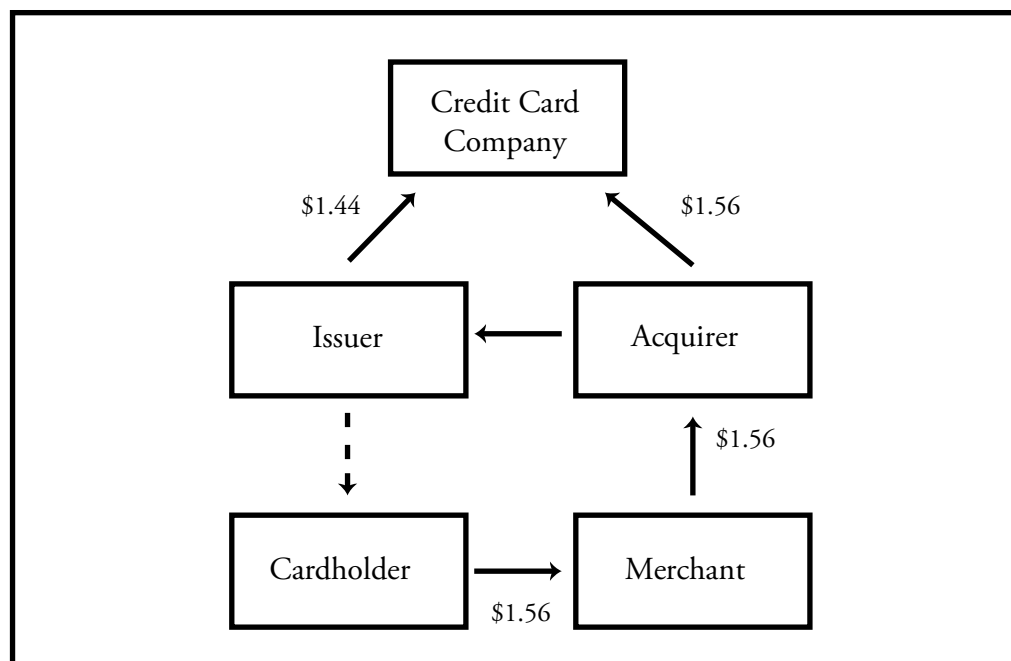 Credit Card
Company
$1.44
$1.56
Issuer
Acquirer
$1.56
Cardholder
Merchant
$1.56